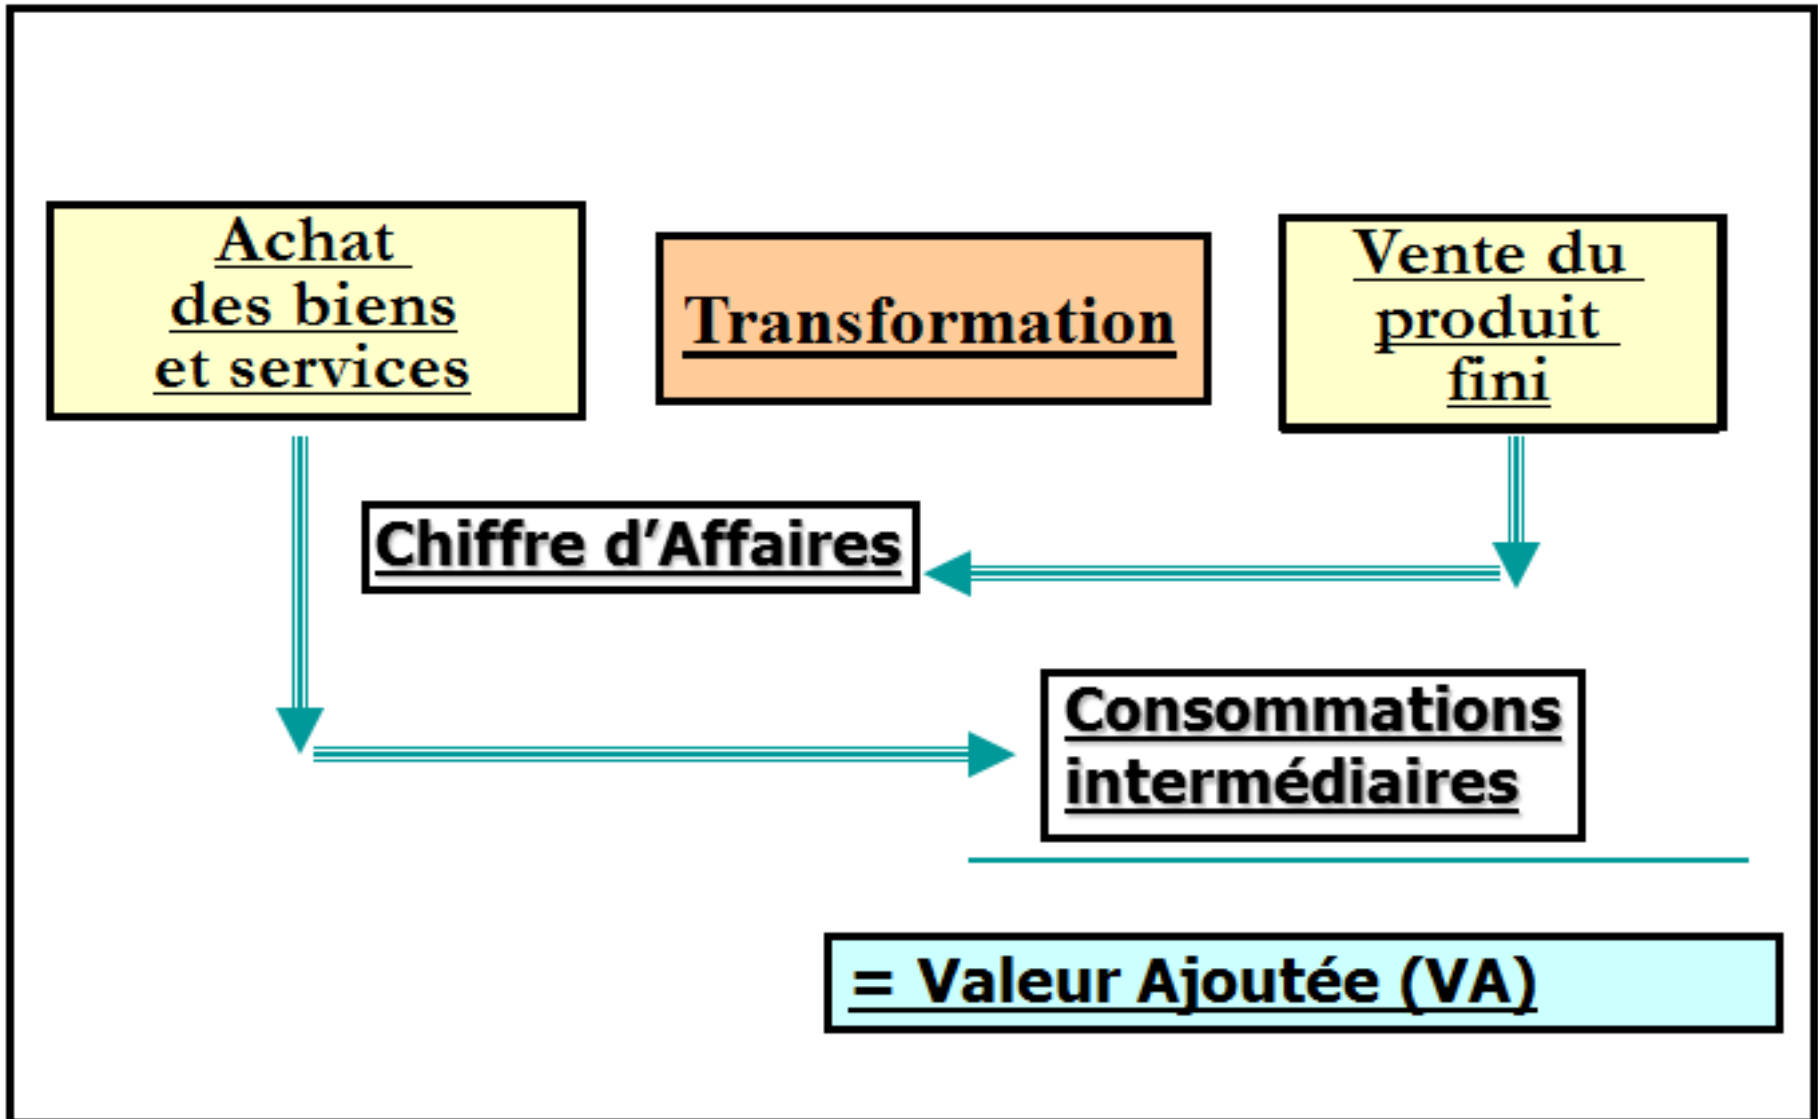 Achat
des biens
et services
Transformation
Vente du
produit
fini
Chiffre d’Affaires
Consommations
intermédiaires
= Valeur Ajoutée (VA)